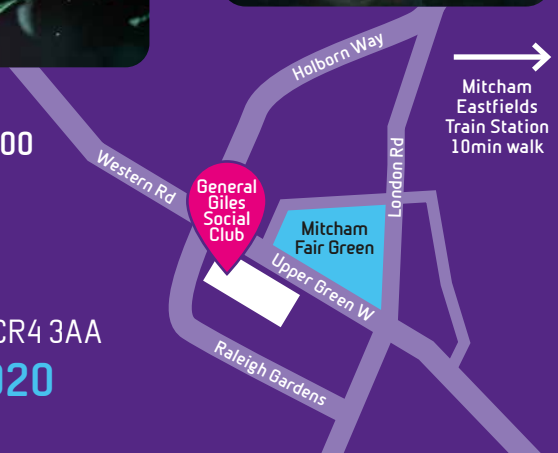 Holborn Way
Mitcham
Eastfields
Train Station
10min walk
00
Western Rd
London Rd
General
Giles
Social
Club
Mitcham
Fair Green
Upper Green W
CR4 3AA
020
Raleigh Gardens